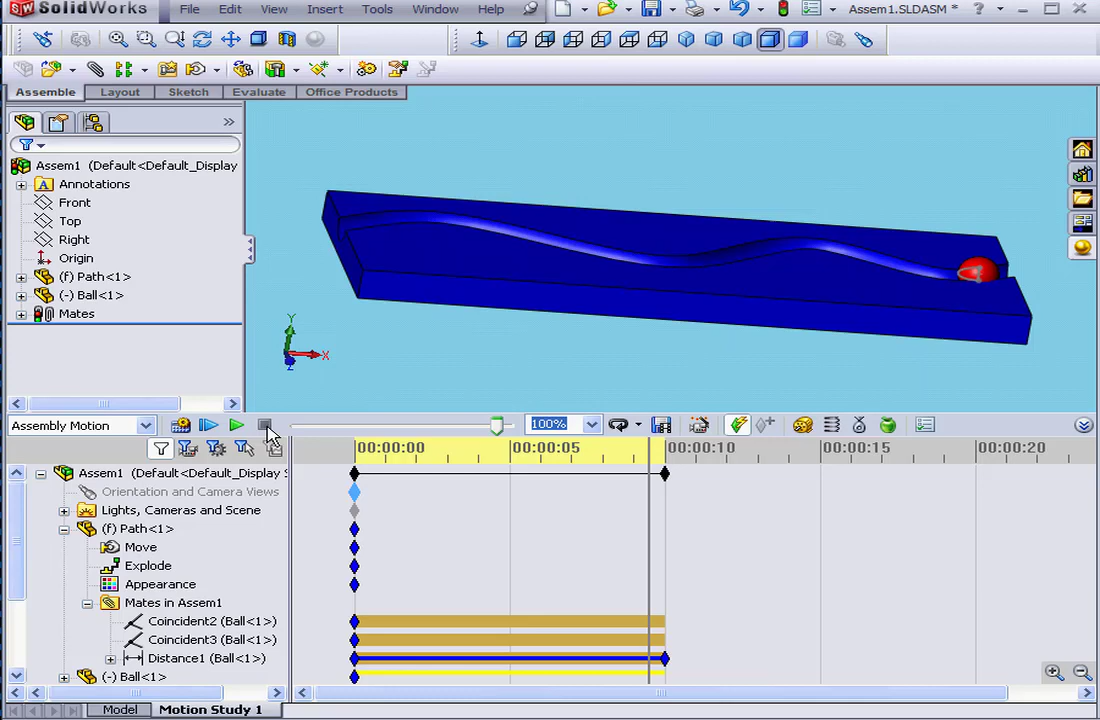 SW SolidWorks File Edit View Insert Tools Window Help Assem1.SLDASM * ?
Assemble Layout Sketch Evaluate Office Products
Assem1 (Default<Default_Display
A Annotations
Front
Top
Right
Origin
(f) Path<1>
(-) Ball<1>
Mates
Y
X
Z
Assembly Motion 100%
00:00:00 00:00:05 00:00:10 00:00:15 00:00:20
Assem1 (Default<Default_Display S
Orientation and Camera Views
Lights, Cameras and Scene
(f) Path<1>
Move
Explode
Appearance
Mates in Assem1
Coincident2 (Ball<1>)
Coincident3 (Ball<1>)
Distance1 (Ball<1>)
(-) Ball<1>
Model Motion Study 1